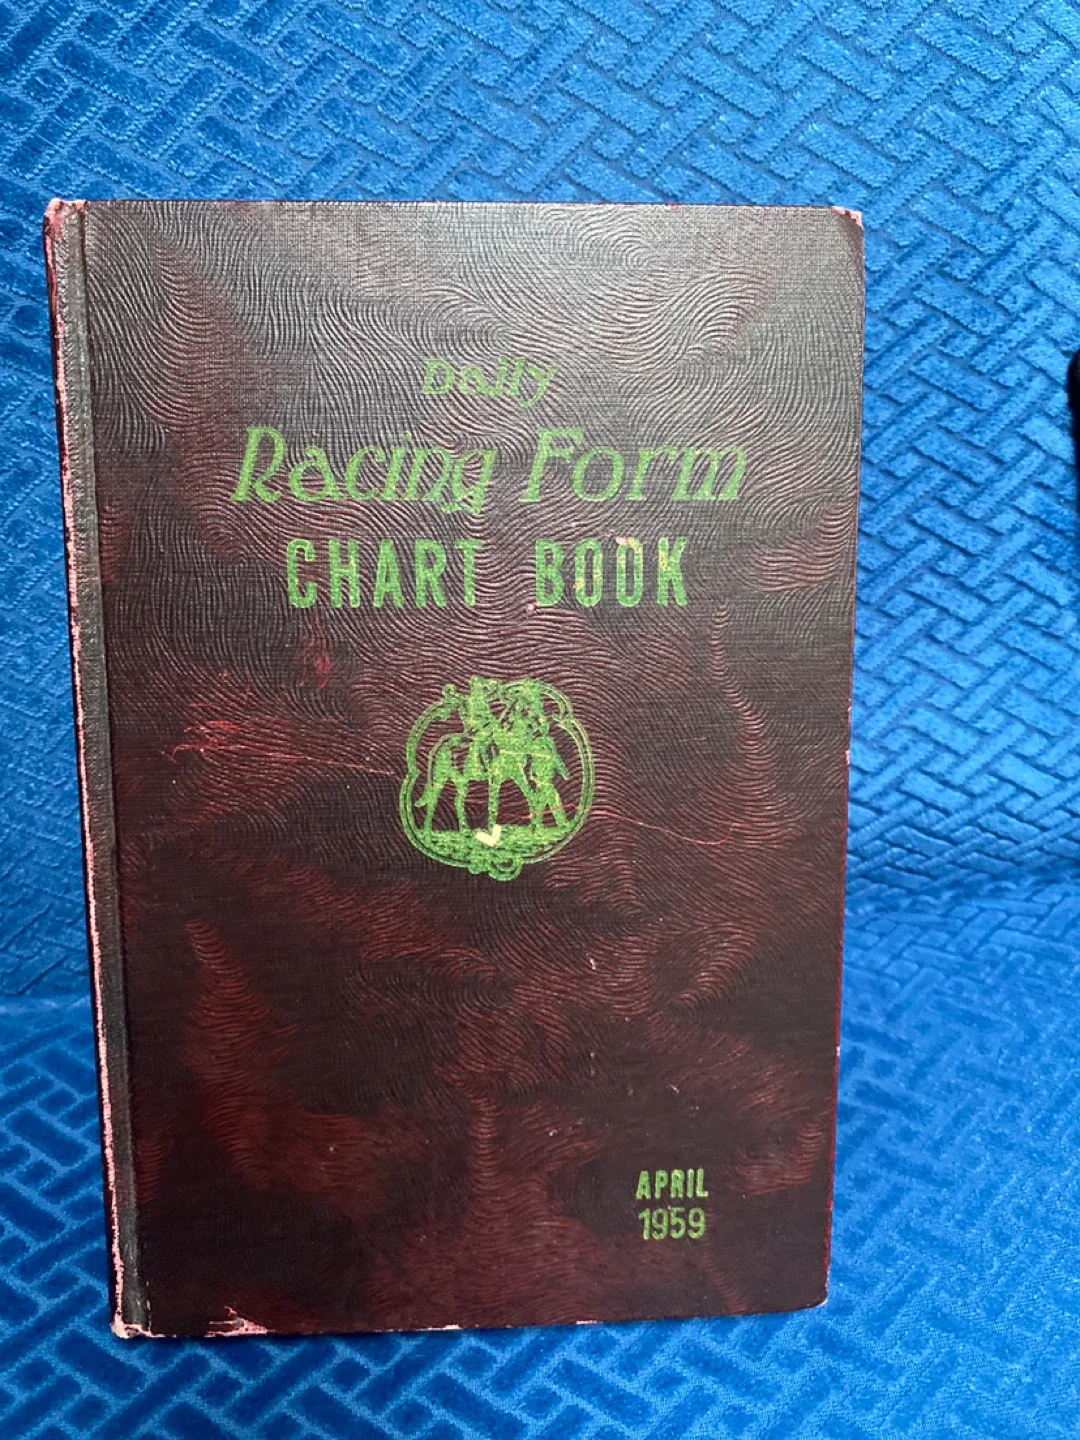 Daily
Racing Form
CHART BOOK
APRIL
1959